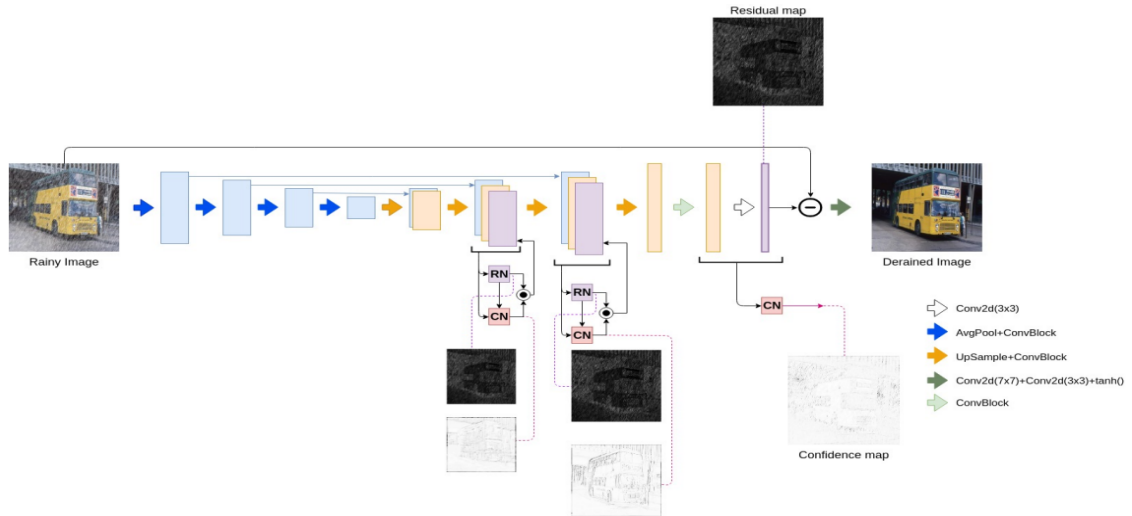 Residual map
Rainy Image
Derained Image
RN
CN
RN
CN
CN
Conv2d(3x3)
AvgPool+ConvBlock
UpSample+ConvBlock
Conv2d(7x7)+Conv2d(3x3)+tanh()
ConvBlock
Confidence map